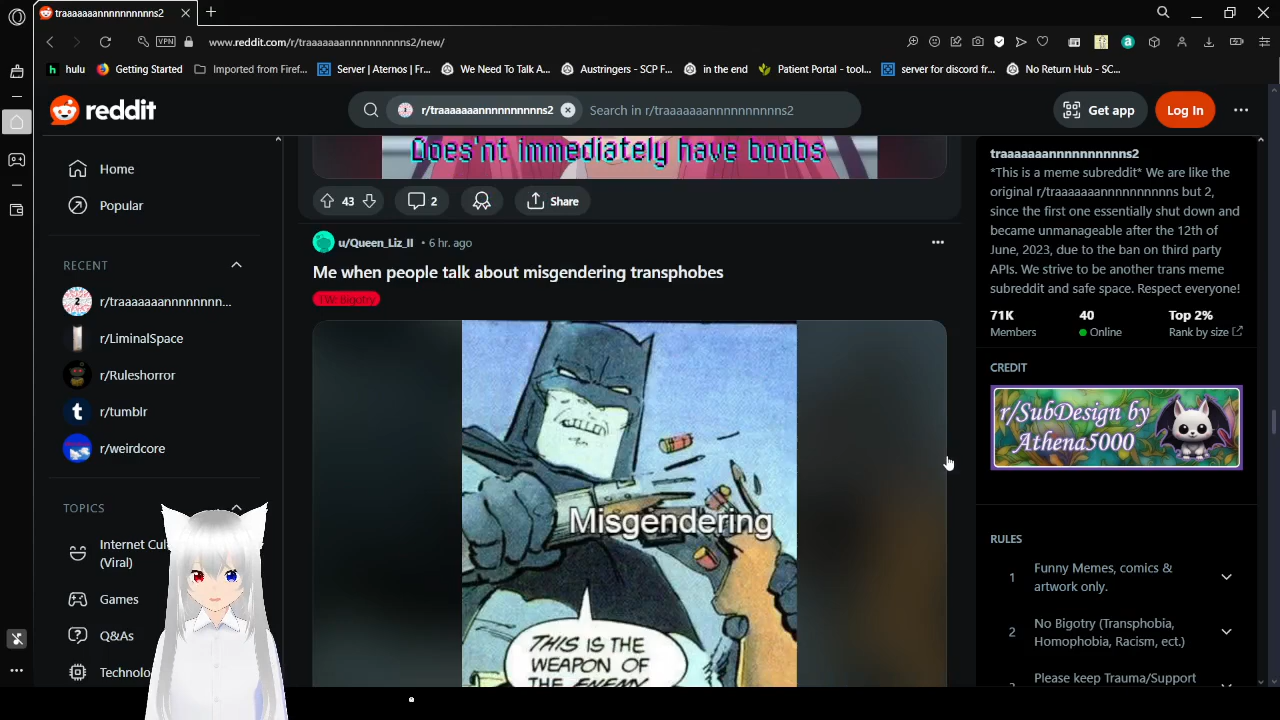 traaaaaaannnnnnnnnns2
VPN
www.reddit.com/r/traaaaaaannnnnnnnnns2/new/
hulu
Getting Started
Imported from Firef...
Server | Aternos | Fr...
We Need To Talk A...
Austringers - SCP F...
in the end
Patient Portal - tool...
server for discord fr...
No Return Hub - SC...
reddit
r/traaaaaaannnnnnnnnns2
Search in r/traaaaaaannnnnnnnnns2
Get app
Log In
Home
Popular
RECENT
r/traaaaaaannnnnnn...
r/LiminalSpace
r/Ruleshorror
r/tumblr
r/weirdcore
TOPICS
Internet Cul
(Viral)
Games
Q&As
Technolo
Does'nt immediately have boobs
43
2
Share
u/Queen_Liz_II • 6 hr. ago
Me when people talk about misgendering transphobes
TW: Bigotry
Misgendering
THIS IS THE
WEAPON OF
THE ENEMY
traaaaaaannnnnnnnnns2
*This is a meme subreddit* We are like the
original r/traaaaaaannnnnnnnnns but 2,
since the first one essentially shut down and
became unmanageable after the 12th of
June, 2023, due to the ban on third party
APIs. We strive to be another trans meme
subreddit and safe space. Respect everyone!
71K
Members
40
Online
Top 2%
Rank by size
CREDIT
r/SubDesign by
Athena5000
RULES
1
Funny Memes, comics &
artwork only.
2
No Bigotry (Transphobia,
Homophobia, Racism, ect.)
Please keep Trauma/Support